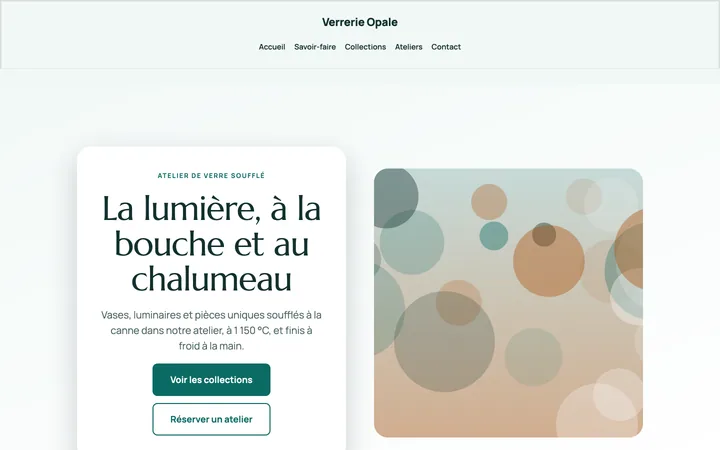 Verrerie Opale
Accueil Savoir-faire Collections Ateliers Contact
ATELIER DE VERRE SOUFFLÉ
La lumière, à la
bouche et au
chalumeau
Vases, luminaires et pièces uniques soufflés à la
canne dans notre atelier, à 1 150 °C, et finis à
froid à la main.
Voir les collections
Réserver un atelier